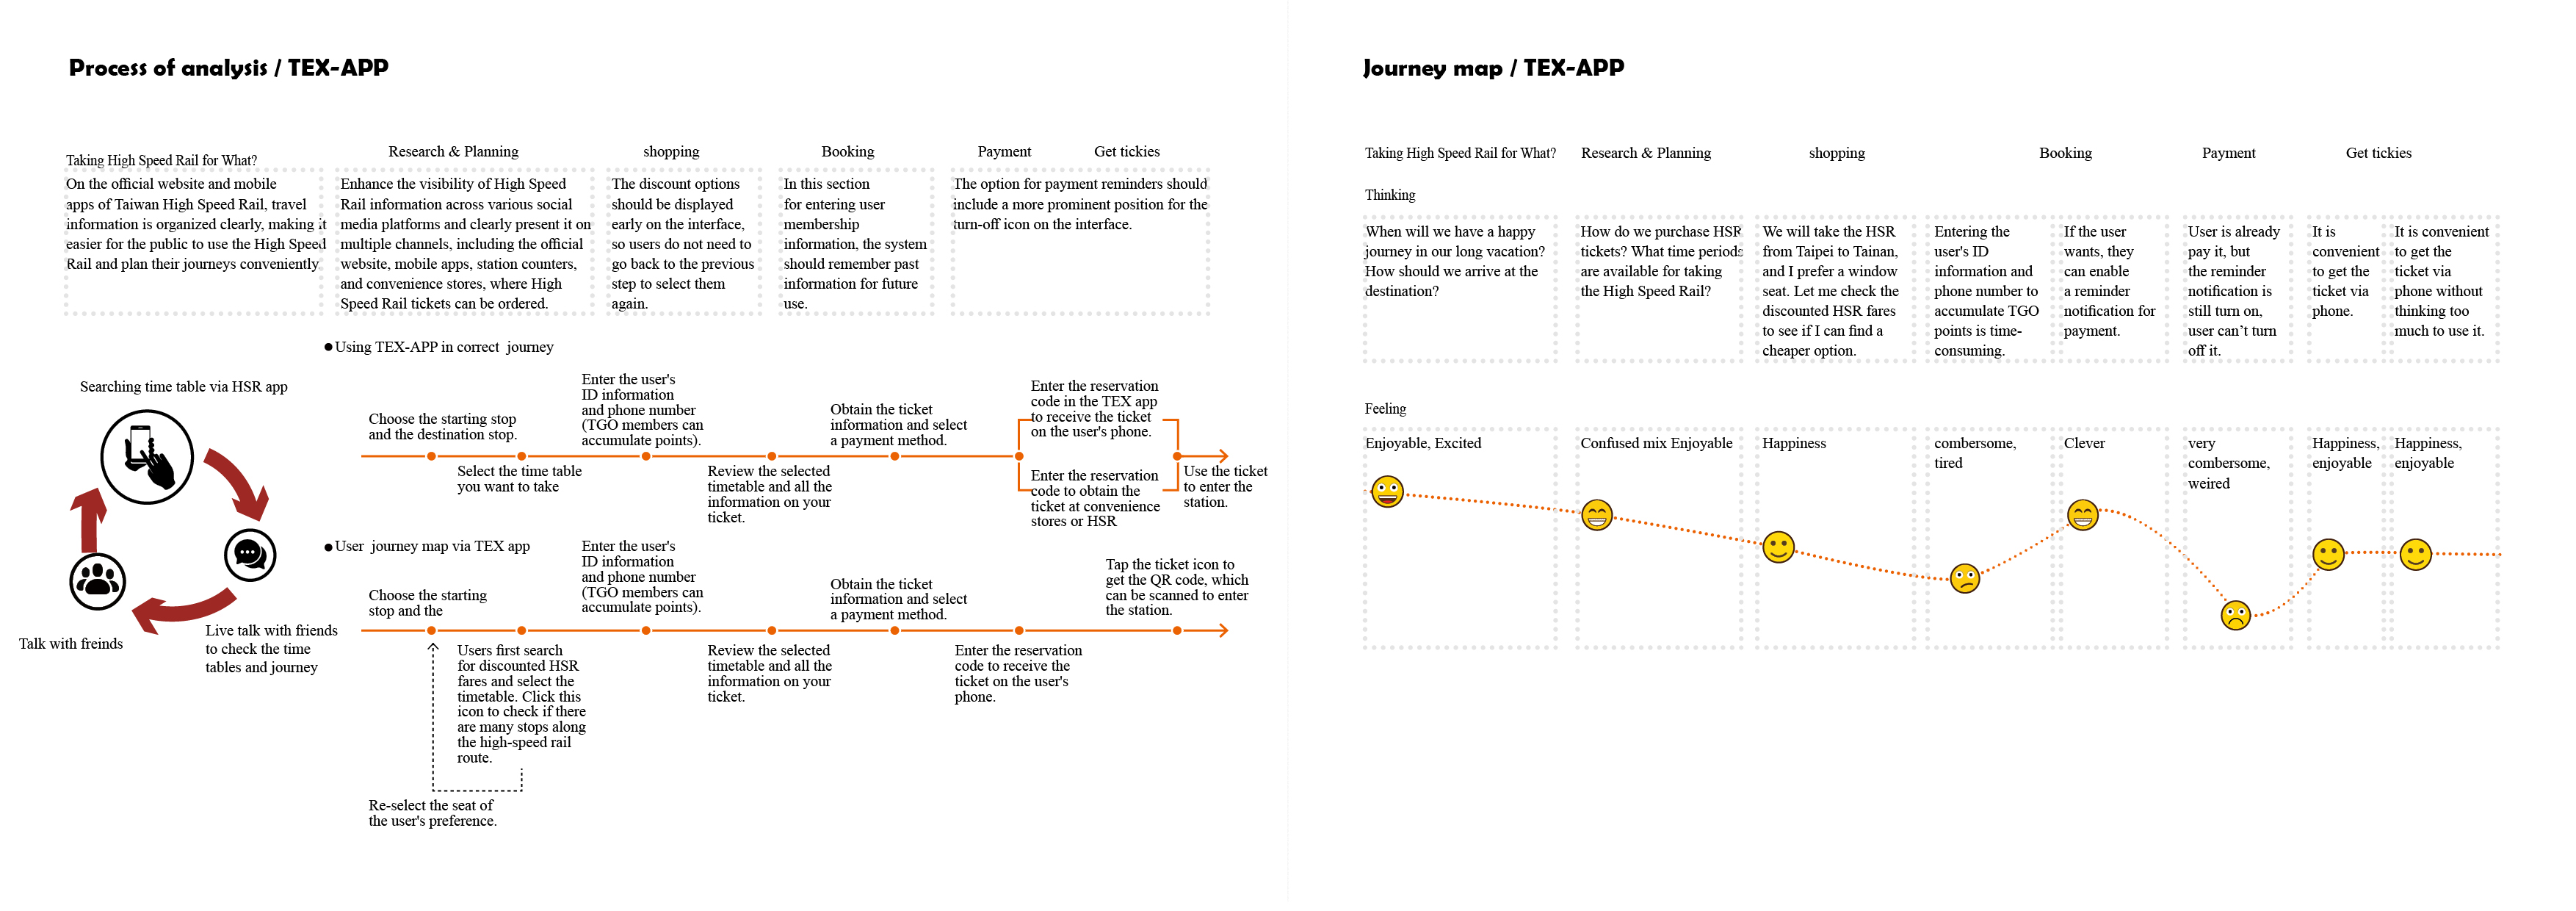 Process of analysis / TEX-APP
Taking High Speed Rail for What?
On the official website and mobile
apps of Taiwan High Speed Rail, travel
information is organized clearly, making it
easier for the public to use the High Speed
Rail and plan their journeys conveniently
Research & Planning
Enhance the visibility of High Speed
Rail information across various social
media platforms and clearly present it on
multiple channels, including the official
website, mobile apps, station counters,
and convenience stores, where High
Speed Rail tickets can be ordered.
shopping
The discount options
should be displayed
early on the interface,
so users do not need to
go back to the previous
step to select them
again.
Booking
In this section
for entering user
membership
information, the system
should remember past
information for future
use.
Payment
Get tickies
The option for payment reminders should
include a more prominent position for the
turn-off icon on the interface.
Searching time table via HSR app
Live talk with friends
to check the time
tables and journey
Talk with freinds
Using TEX-APP in correct journey
Choose the starting stop
and the destination stop.
Select the time table
you want to take
Enter the user's
ID information
and phone number
(TGO members can
accumulate points).
Review the selected
timetable and all the
information on your
ticket.
Obtain the ticket
information and select
a payment method.
Enter the reservation
code in the TEX app
to receive the ticket
on the user's phone.
Enter the reservation
code to obtain the
ticket at convenience
stores or HSR
Use the ticket
to enter the
station.
User journey map via TEX app
Choose the starting
stop and the
Users first search
for discounted HSR
fares and select the
timetable. Click this
icon to check if there
are many stops along
the high-speed rail
route.
Re-select the seat of
the user's preference.
Enter the user's
ID information
and phone number
(TGO members can
accumulate points).
Review the selected
timetable and all the
information on your
ticket.
Obtain the ticket
information and select
a payment method.
Enter the reservation
code to receive the
ticket on the user's
phone.
Tap the ticket icon to
get the QR code, which
can be scanned to enter
the station.
Journey map / TEX-APP
Taking High Speed Rail for What?
Research & Planning
shopping
Booking
Payment
Get tickies
Thinking
When will we have a happy
journey in our long vacation?
How should we arrive at the
destination?
How do we purchase HSR
tickets? What time periods
are available for taking
the High Speed Rail?
We will take the HSR
from Taipei to Tainan,
and I prefer a window
seat. Let me check the
discounted HSR fares
to see if I can find a
cheaper option.
Entering the
user's ID
information and
phone number to
accumulate TGO
points is time-
consuming.
If the user
wants, they
can enable
a reminder
notification for
payment.
User is already
pay it, but
the reminder
notification is
still turn on,
user can’t turn
off it.
It is
convenient
to get the
ticket via
phone.
It is convenient
to get the
ticket via
phone without
thinking too
much to use it.
Feeling
Enjoyable, Excited
Confused mix Enjoyable
Happiness
combersome,
tired
Clever
very
combersome,
weired
Happiness,
enjoyable
Happiness,
enjoyable